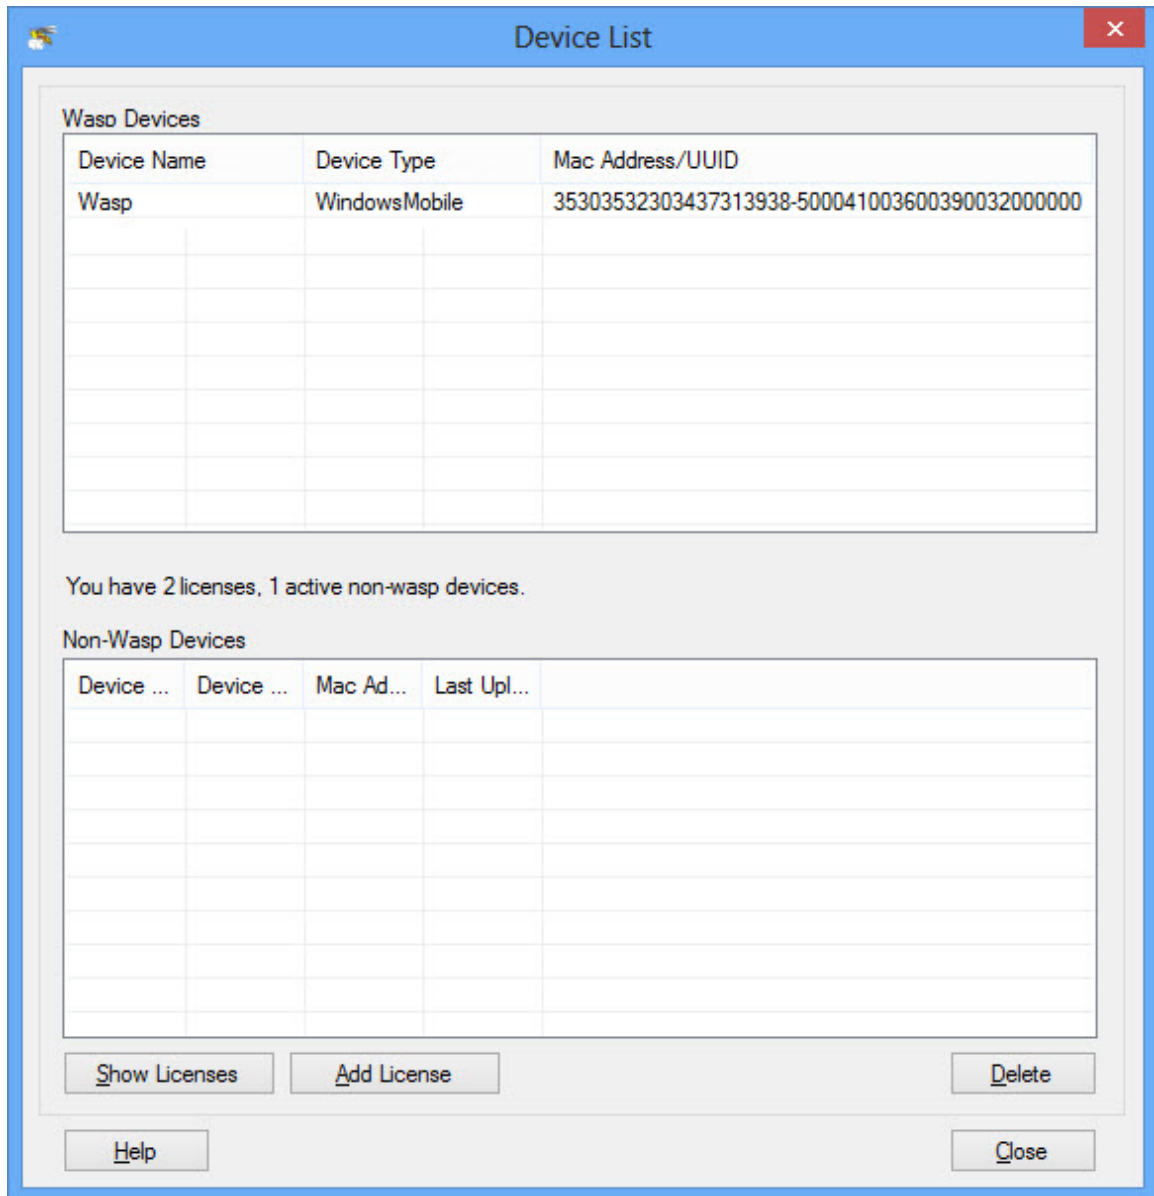 Device List
Wasp Devices
Device Name Device Type Mac Address/UUID
Wasp WindowsMobile 35303532303437313938-500041003600390032000000
You have 2 licenses, 1 active non-wasp devices.
Non-Wasp Devices
Device ... Device ... Mac Ad... Last Upl...
Show Licenses Add License Delete
Help Close